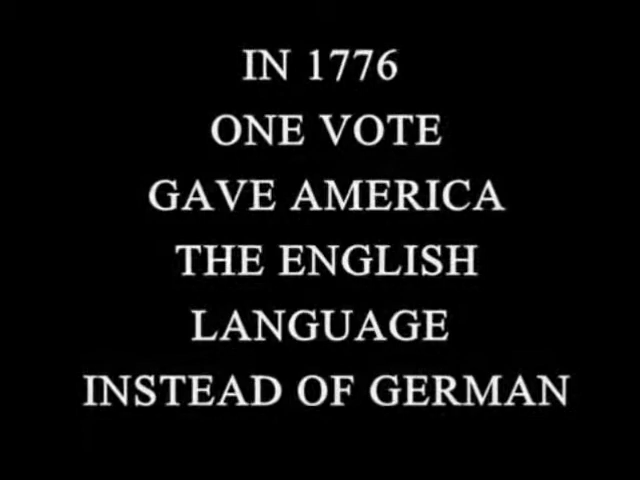 IN 1776
ONE VOTE
GAVE AMERICA
THE ENGLISH
LANGUAGE
INSTEAD OF GERMAN